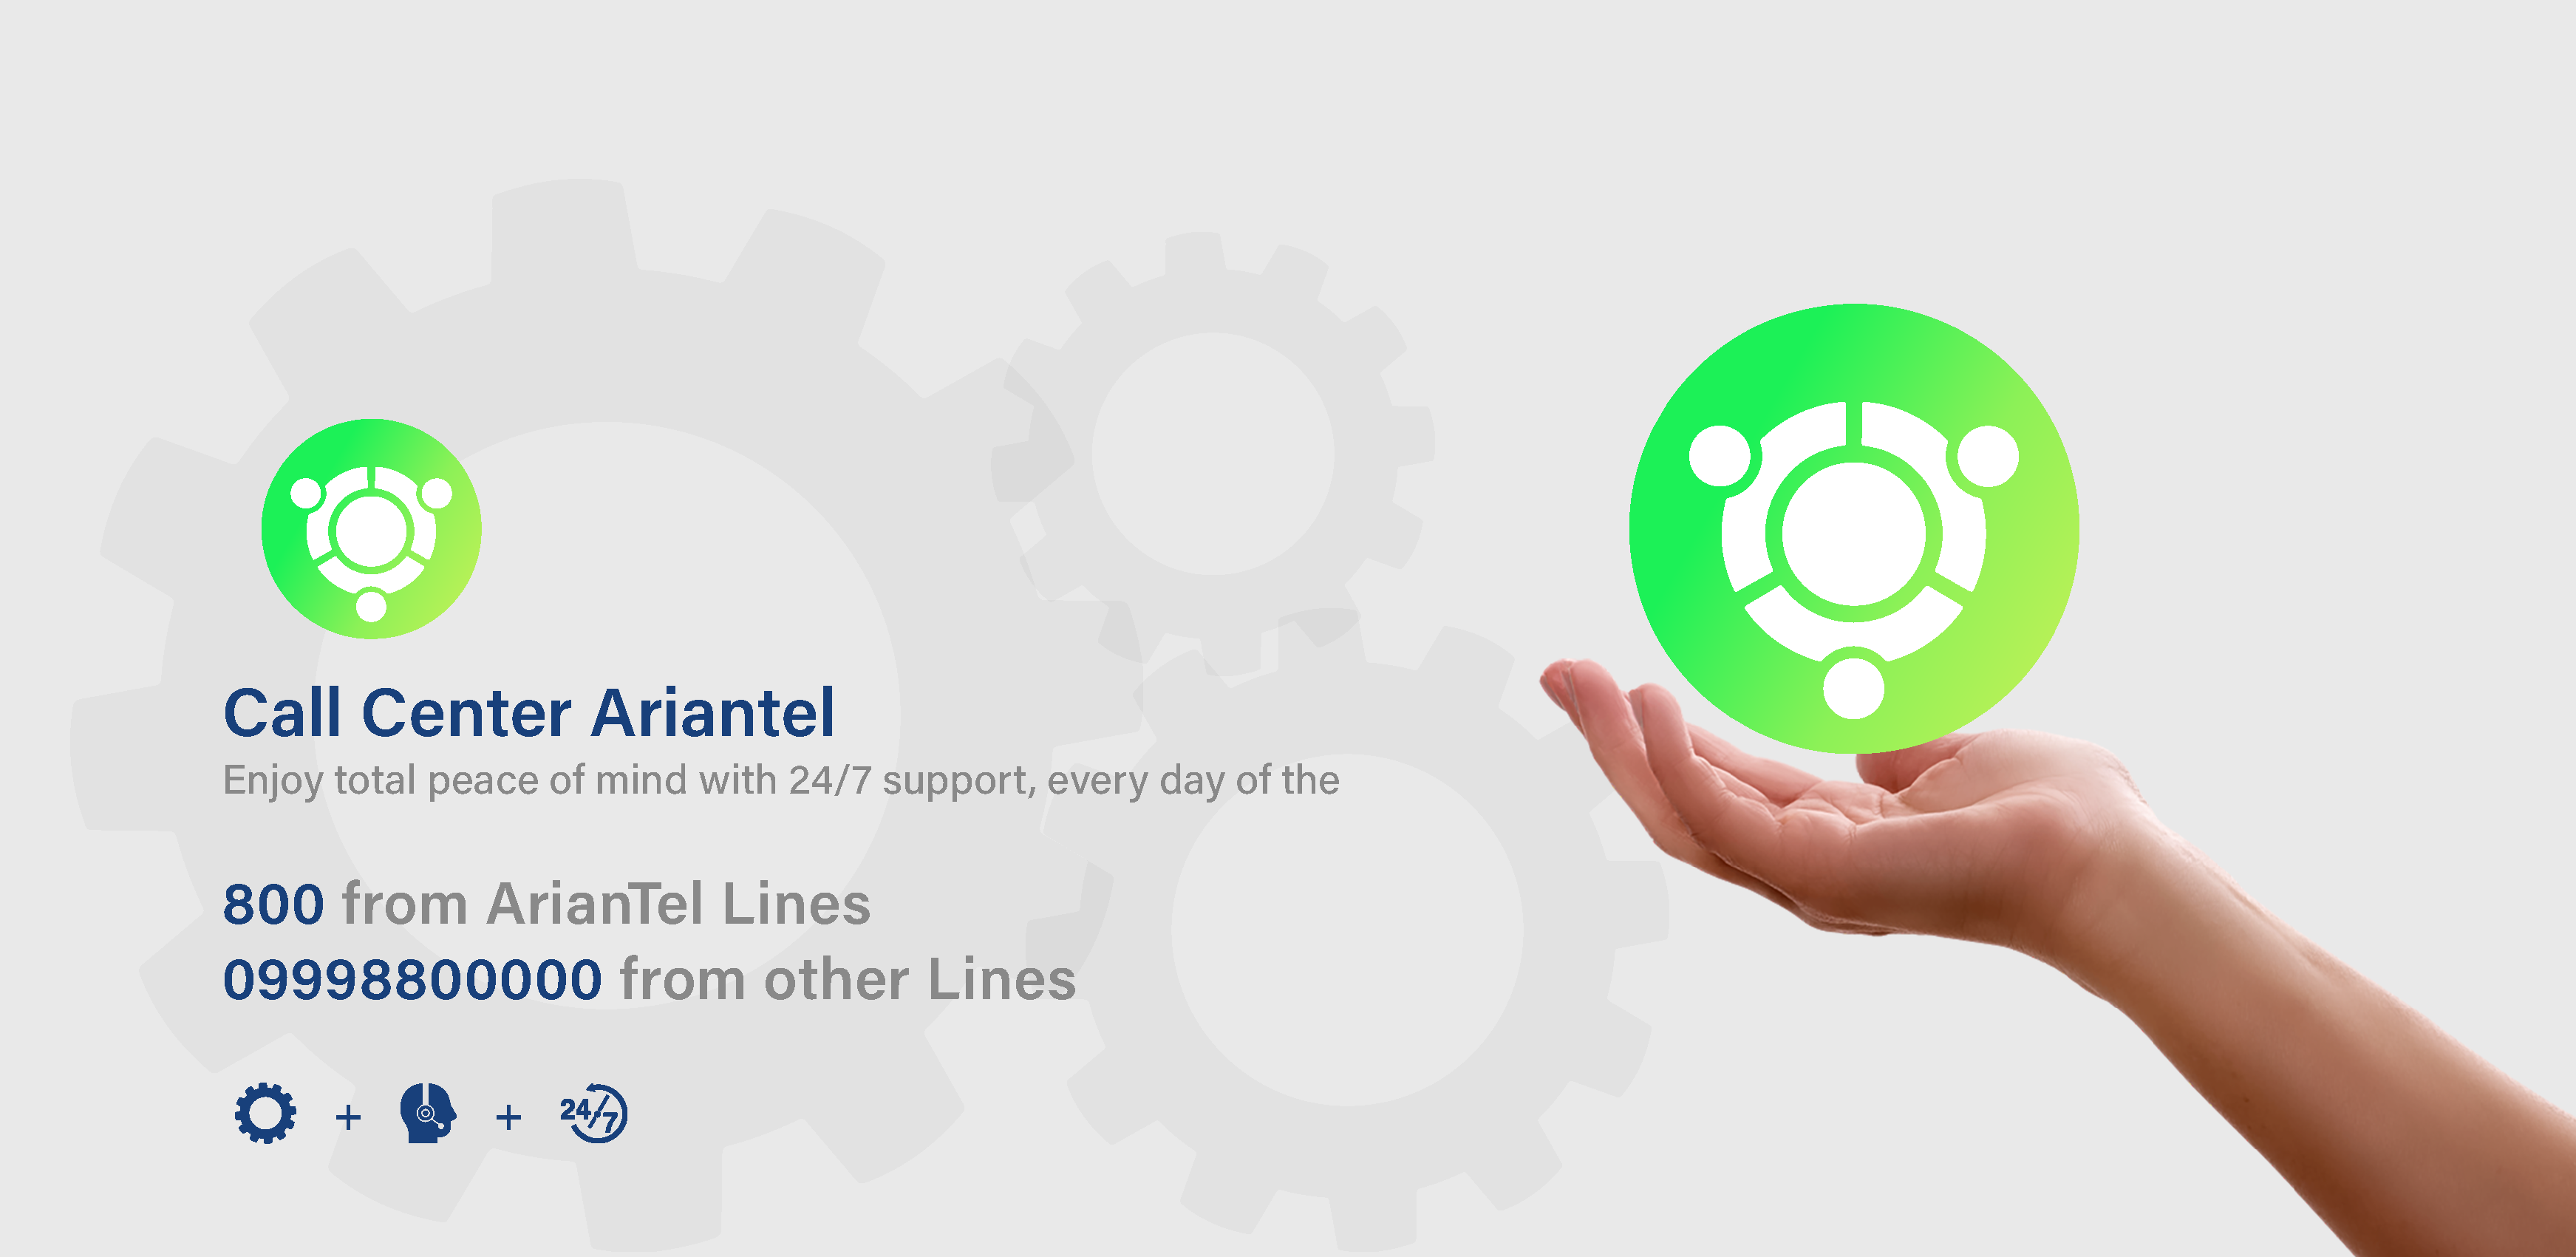 Call Center Ariantel
Enjoy total peace of mind with 24/7 support, every day of the
800 from ArianTel Lines
09998800000 from other Lines
+ + 24/7